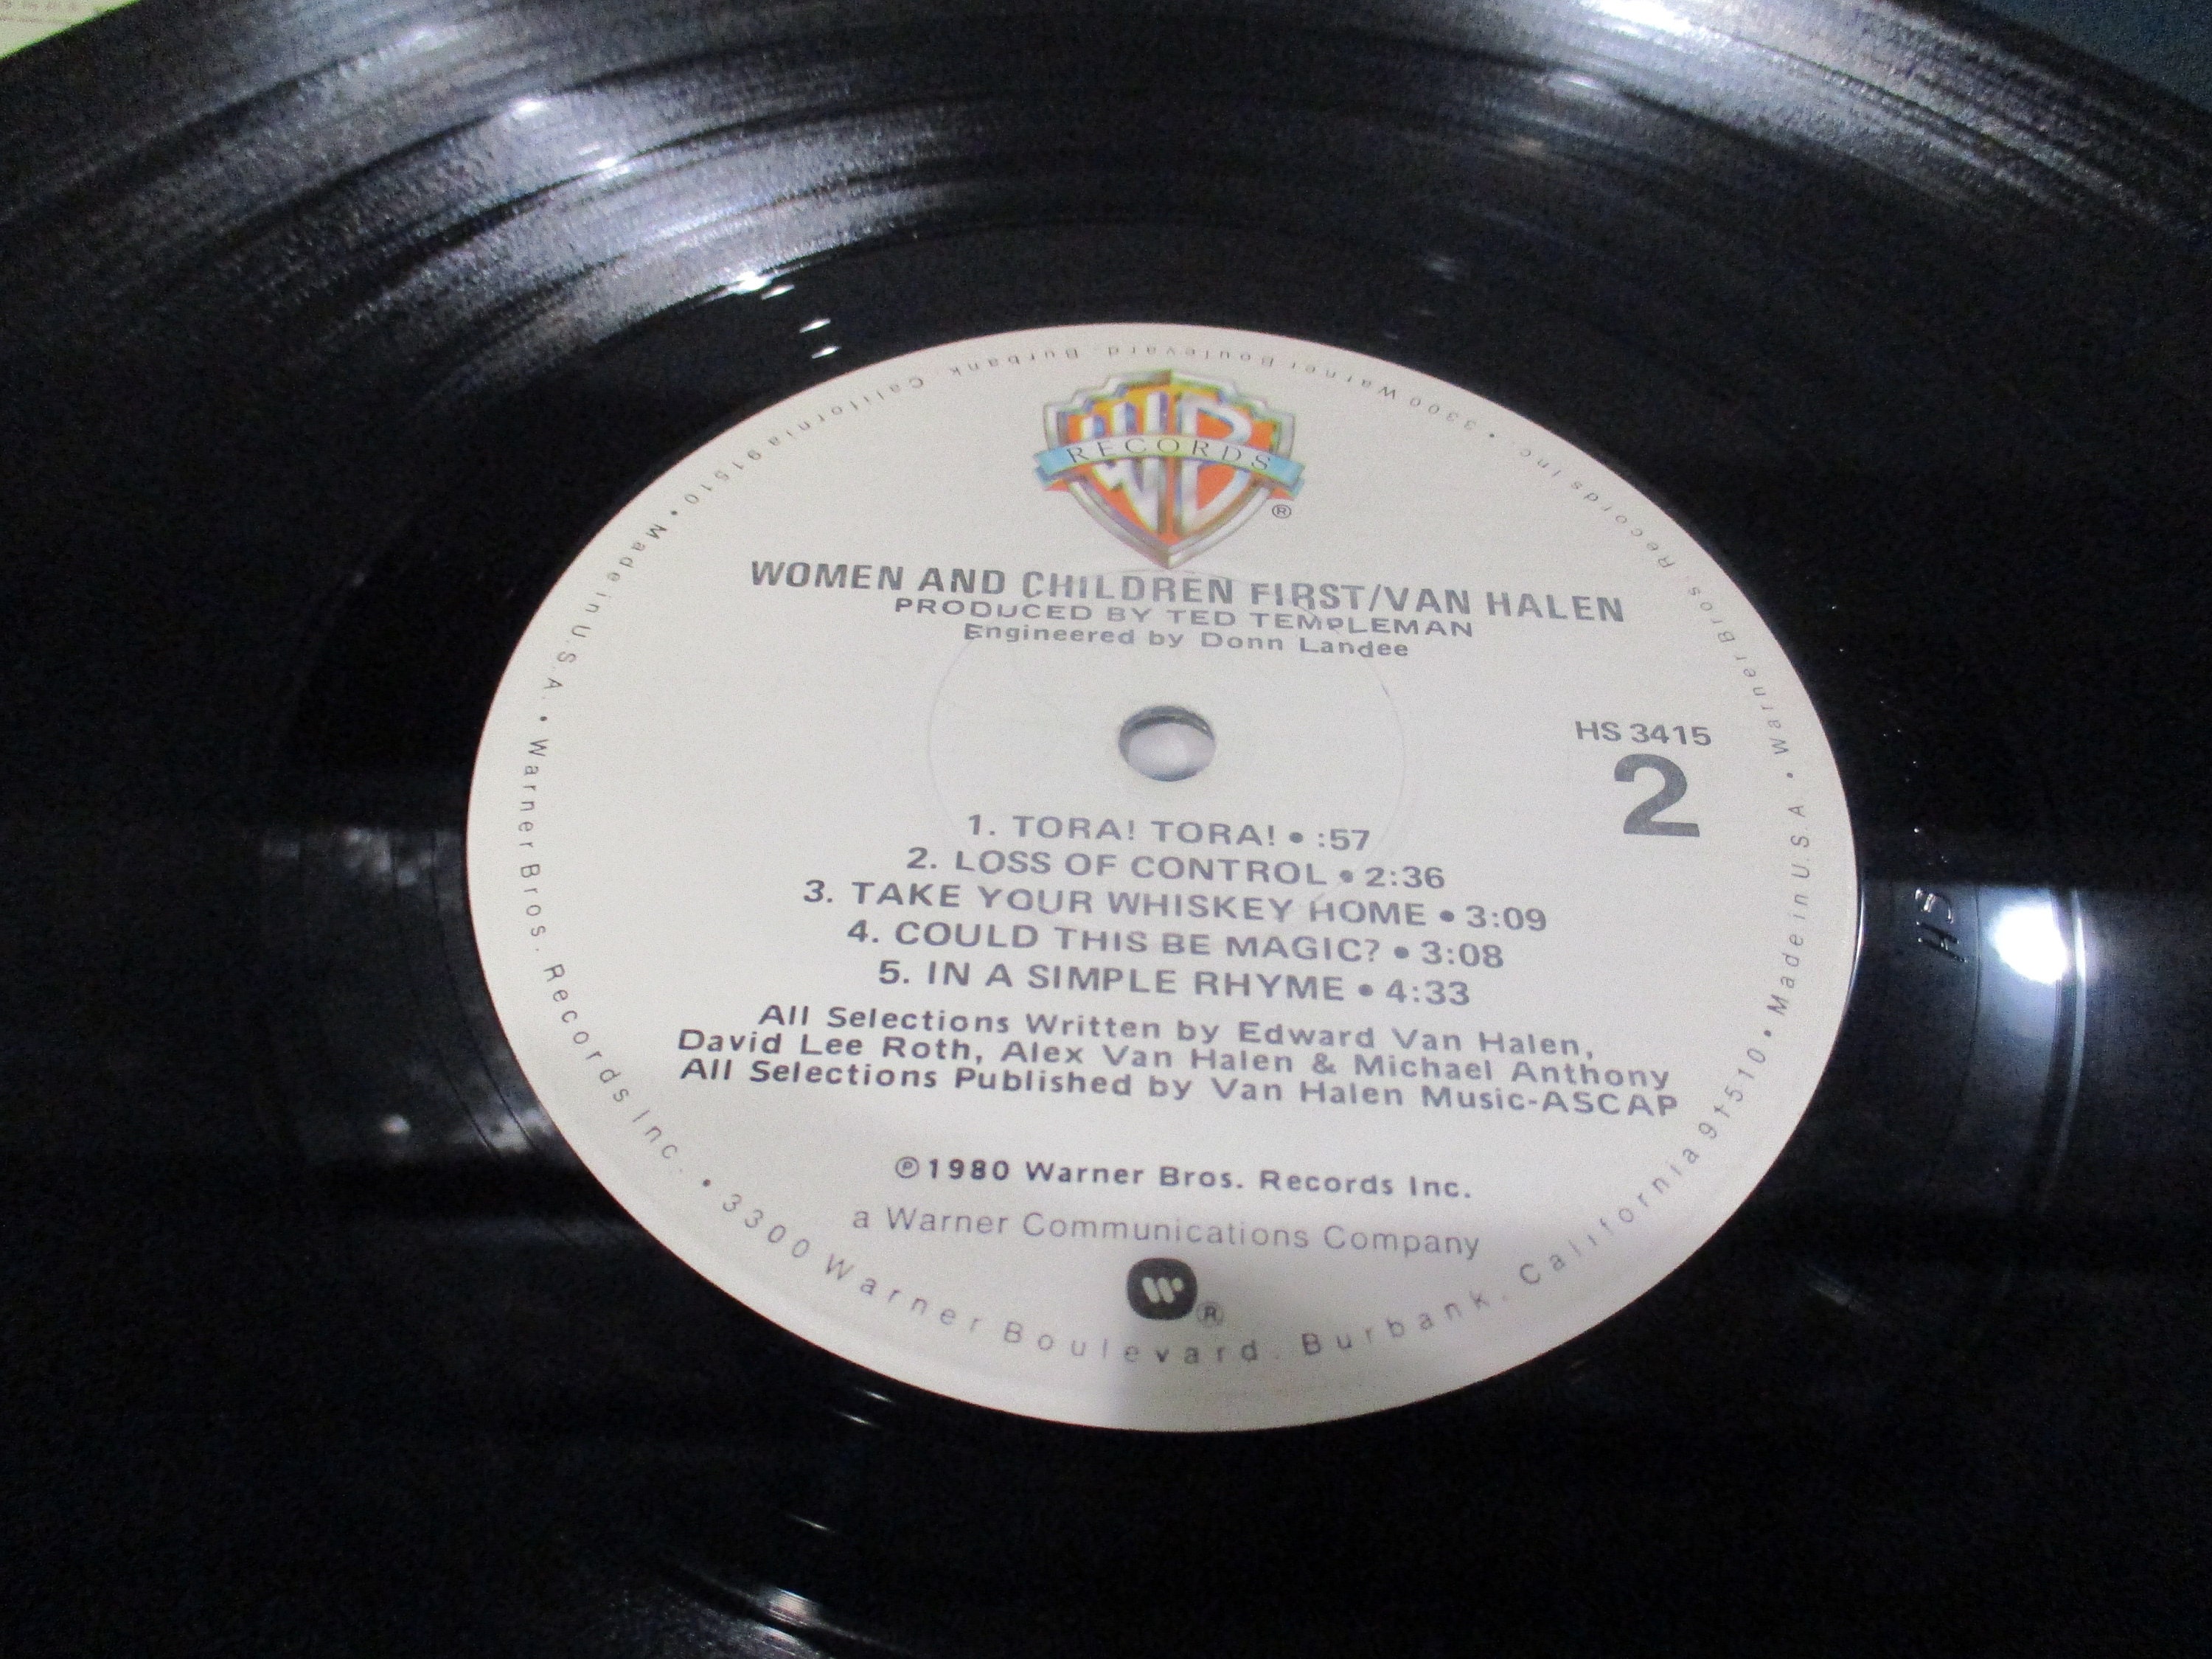 WB
RECORDS
®
WOMEN AND CHILDREN FIRST/VAN HALEN
PRODUCED BY TED TEMPLEMAN
Engineered by Donn Landee
HS 3415
2
1. TORA! TORA! • :57
2. LOSS OF CONTROL • 2:36
3. TAKE YOUR WHISKEY HOME • 3:09
4. COULD THIS BE MAGIC? • 3:08
5. IN A SIMPLE RHYME • 4:33
All Selections Written by Edward Van Halen,
David Lee Roth, Alex Van Halen & Michael Anthony
All Selections Published by Van Halen Music-ASCAP
℗1980 Warner Bros. Records Inc.
a Warner Communications Company
W ®
Warner Bros. Records Inc. • 3300 Warner Boulevard. Burbank. California 91510 • Made in U.S.A. • Warner Bros. Records Inc. • 3300 Warner Boulevard. Burbank. California 91510 • Made in U.S.A. •
HS